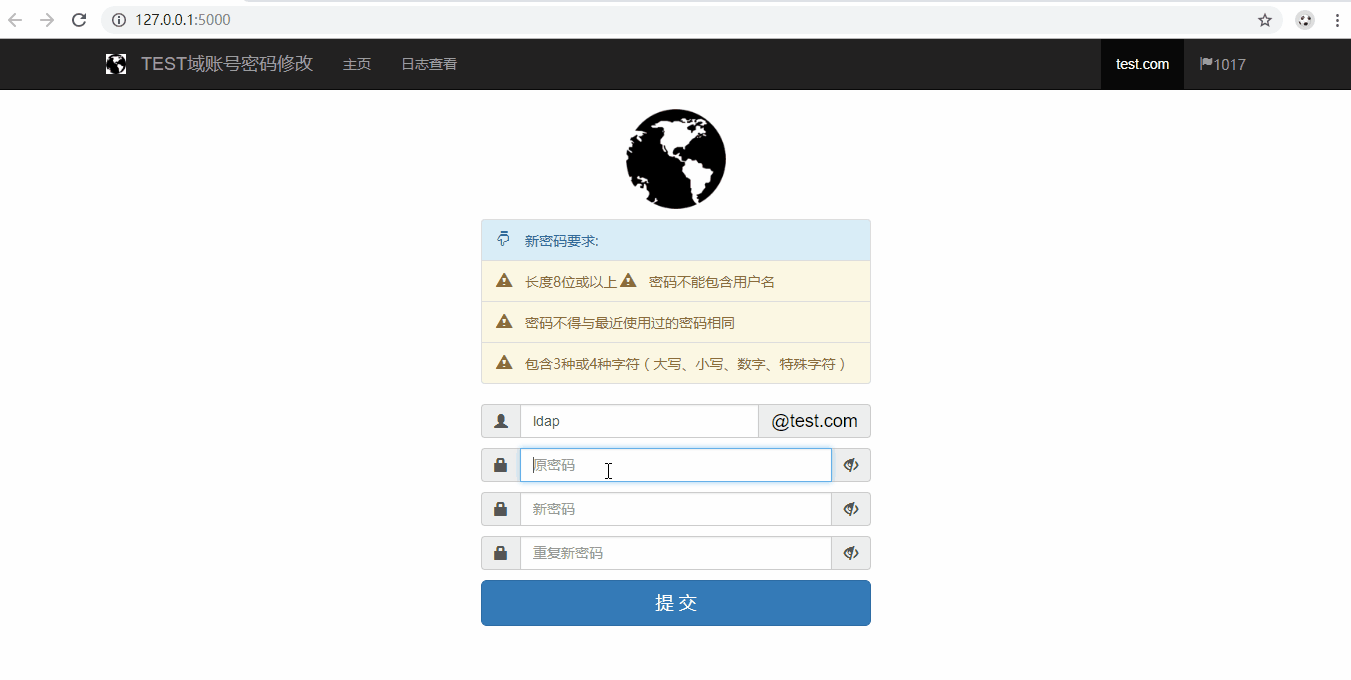 127.0.0.1:5000
TEST域账号密码修改 主页 日志查看 test.com 1017
新密码要求:
长度8位或以上 密码不能包含用户名
密码不得与最近使用过的密码相同
包含3种或4种字符（大写、小写、数字、特殊字符）
ldap @test.com
原密码
新密码
重复新密码
提 交